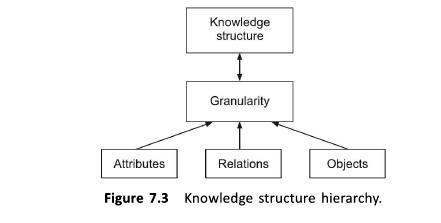 Knowledge
structure
Granularity
Attributes
Relations
Objects
Figure 7.3 Knowledge structure hierarchy.